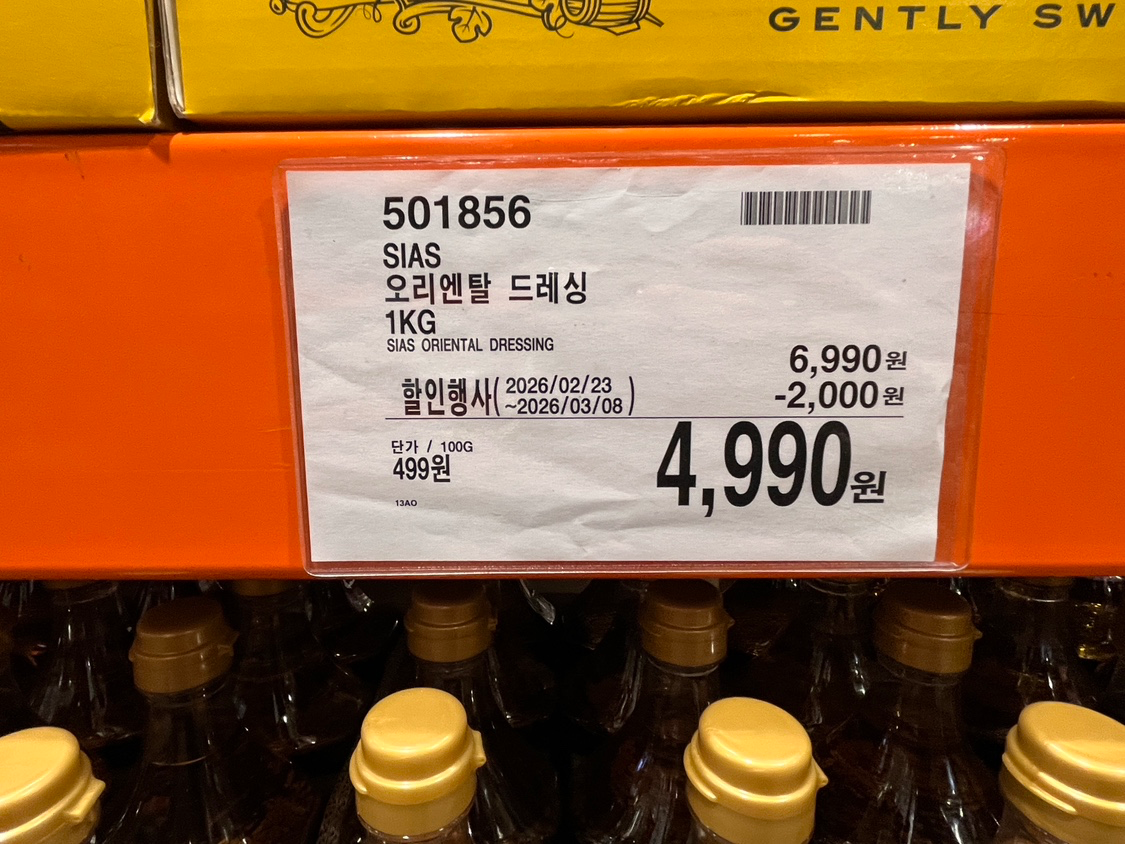 GENTLY SW
501856
SIAS
오리엔탈 드레싱
1KG
SIAS ORIENTAL DRESSING
6,990원
할인행사( 2026/02/23 ~2026/03/08 ) -2,000원
단가 / 100G
499원
4,990원
13AO